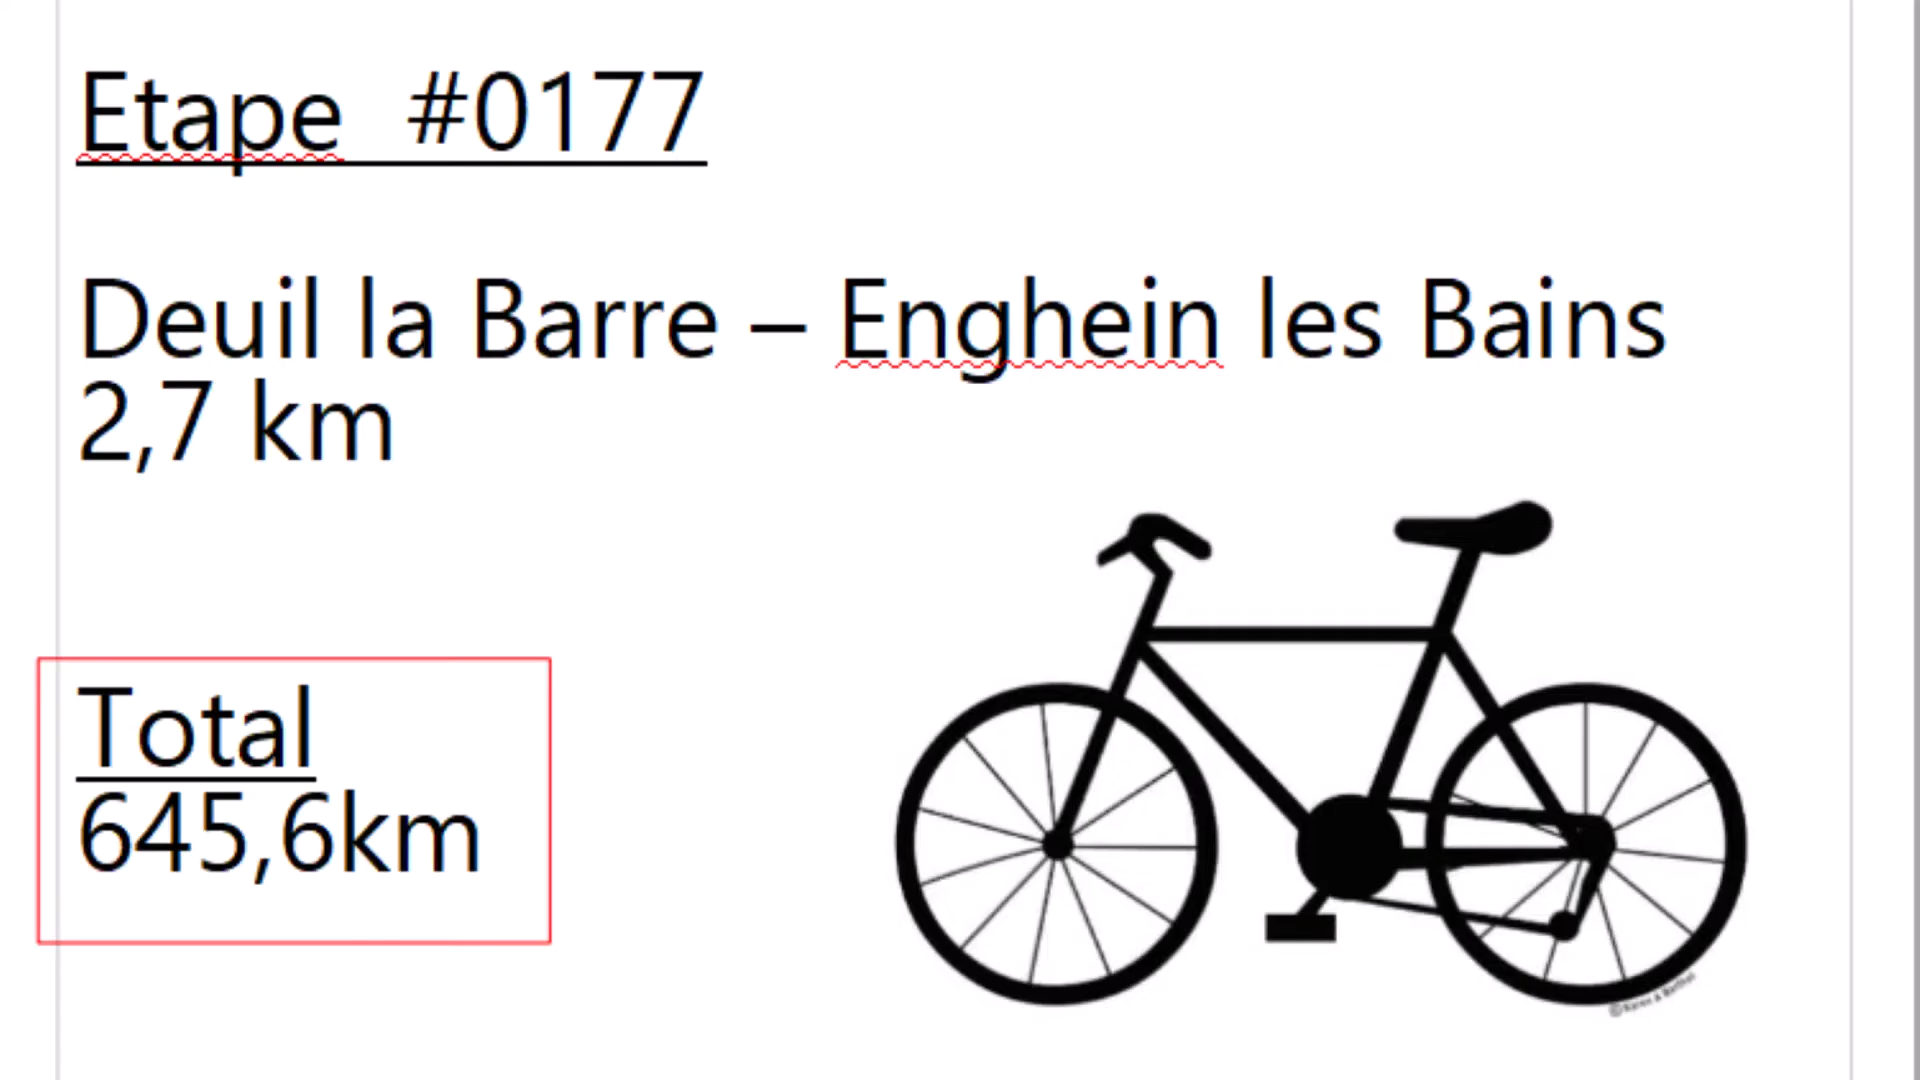 Etape  #0177
Deuil la Barre – Enghein les Bains
2,7 km
Total
645,6km